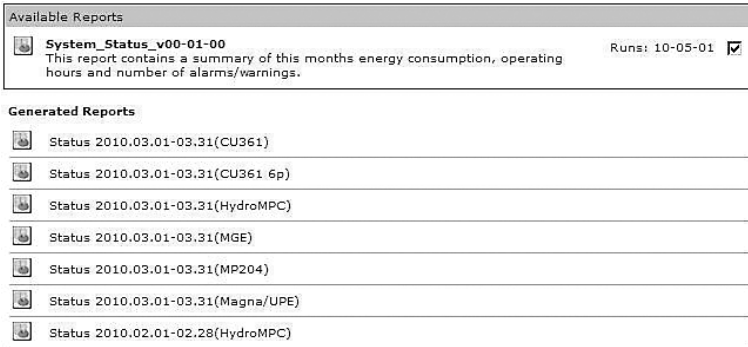 Available Reports
System_Status_v00-01-00
Runs: 10-05-01
This report contains a summary of this months energy consumption, operating
hours and number of alarms/warnings.
Generated Reports
Status 2010.03.01-03.31(CU361)
Status 2010.03.01-03.31(CU361 6p)
Status 2010.03.01-03.31(HydroMPC)
Status 2010.03.01-03.31(MGE)
Status 2010.03.01-03.31(MP204)
Status 2010.03.01-03.31(Magna/UPE)
Status 2010.02.01-02.28(HydroMPC)